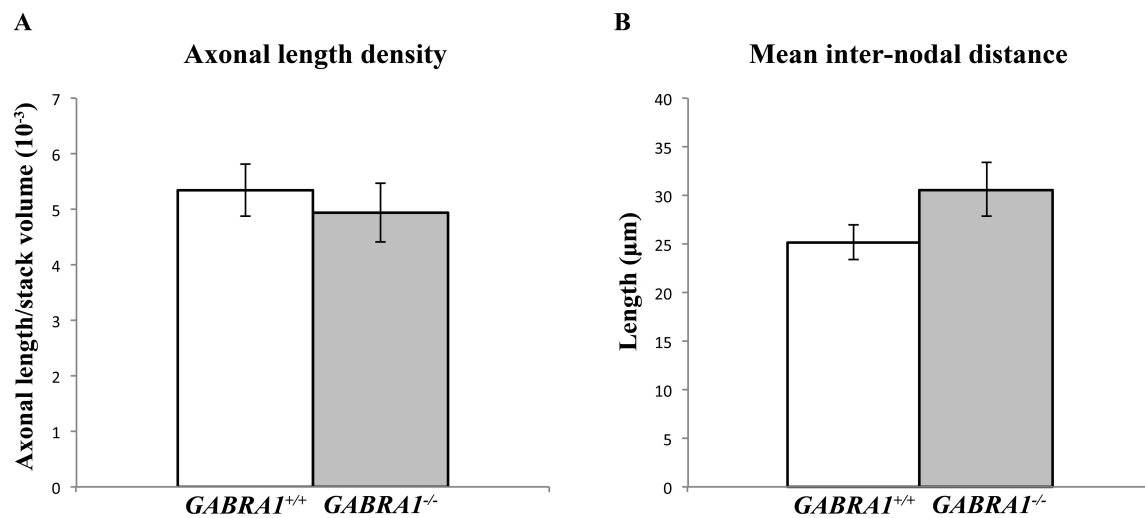 A
Axonal length density
Axonal length/stack volume (10⁻³)
7
6
5
4
3
2
1
0
GABRA1⁺/⁺ GABRA1⁻/⁻
B
Mean inter-nodal distance
Length (µm)
40
35
30
25
20
15
10
5
0
GABRA1⁺/⁺ GABRA1⁻/⁻